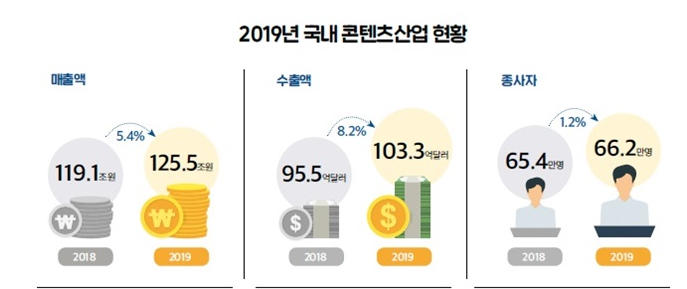 2019년 국내 콘텐츠산업 현황
매출액
5.4%
119.1조원
125.5조원
₩
₩
2018
2019
수출액
8.2%
95.5억달러
103.3억달러
$
$
2018
2019
종사자
1.2%
65.4만명
66.2만명
2018
2019